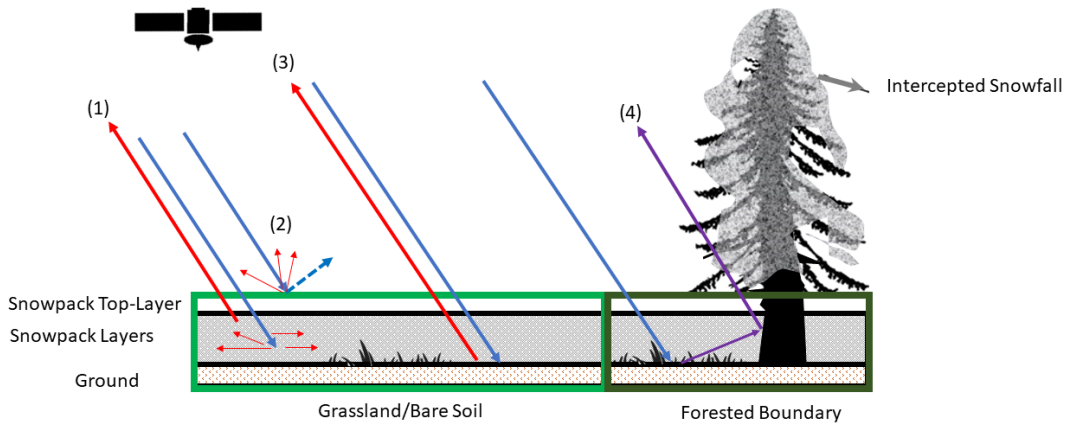 (3)
(1)
(4)
Intercepted Snowfall
(2)
Snowpack Top-Layer
Snowpack Layers
Ground
Grassland/Bare Soil
Forested Boundary